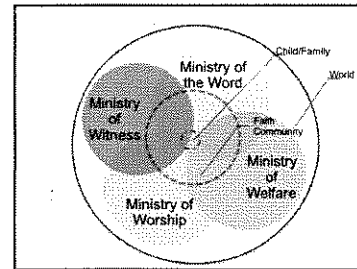 Child/Family
Ministry of
the Word
World
Ministry
of
Witness
Faith
Community
Ministry
of
Welfare
Ministry of
Worship